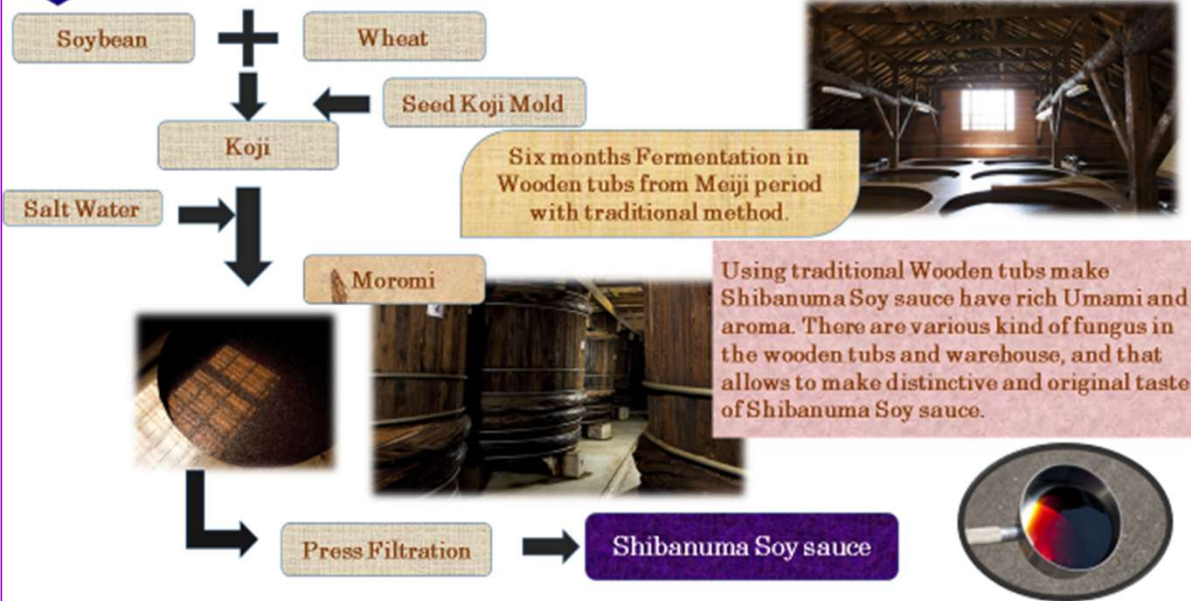 Soybean
Wheat
Seed Koji Mold
Koji
Six months Fermentation in
Wooden tubs from Meiji period
with traditional method.
Salt Water
Moromi
Using traditional Wooden tubs make
Shibanuma Soy sauce have rich Umami and
aroma. There are various kind of fungus in
the wooden tubs and warehouse, and that
allows to make distinctive and original taste
of Shibanuma Soy sauce.
Press Filtration
Shibanuma Soy sauce